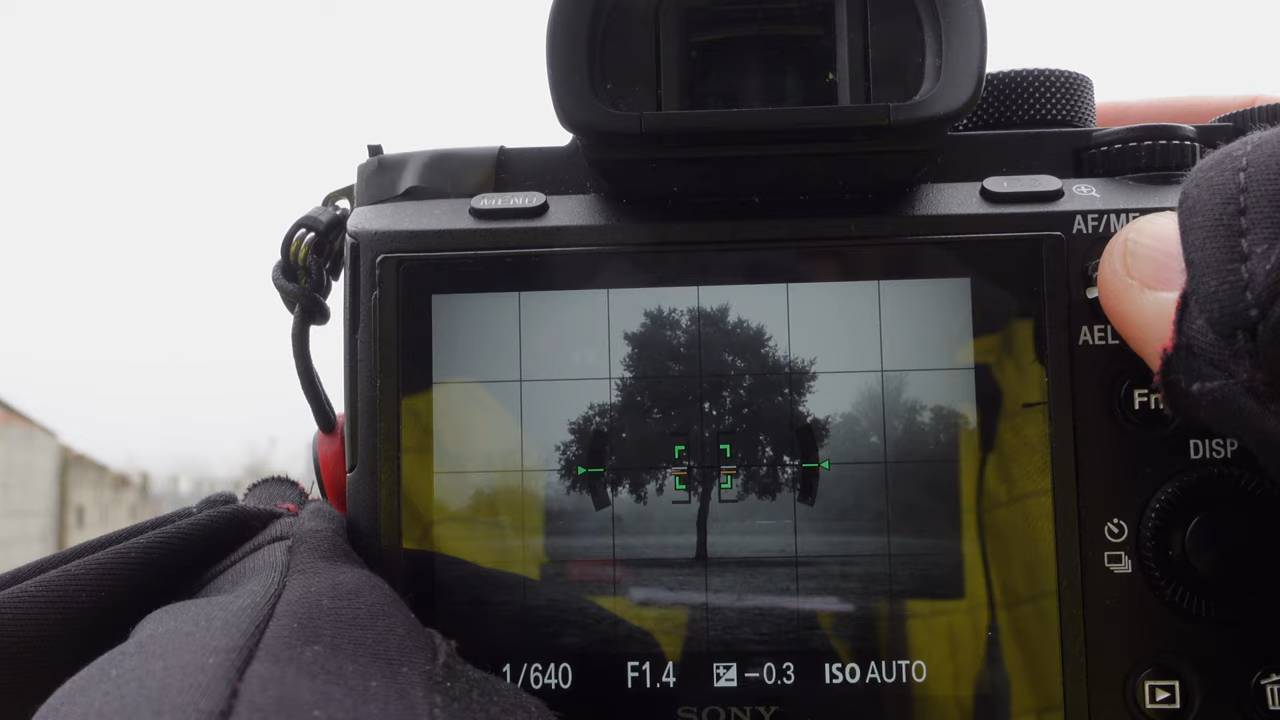 MENU
AF/MF
AEL
Fn
DISP
1/640 F1.4 −0.3 ISO AUTO
SONY